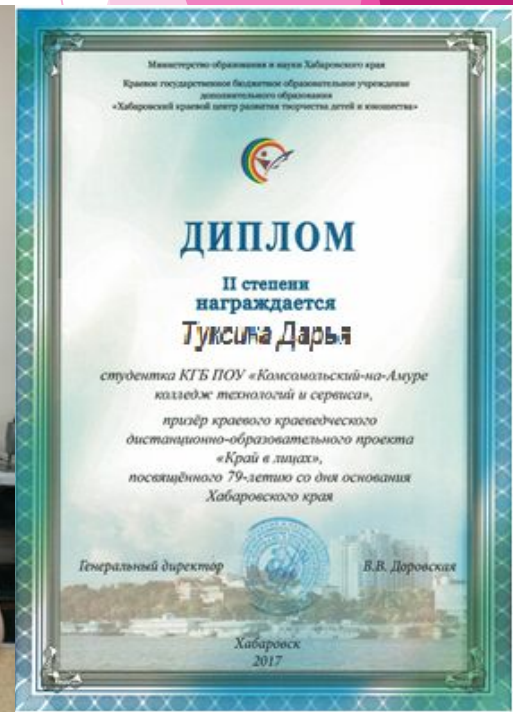 Министерство образования и науки Хабаровского края
Краевое государственное бюджетное образовательное учреждение
дополнительного образования
«Хабаровский краевой центр развития творчества детей и юношества»
ДИПЛОМ
II степени
награждается
Туксина Дарья
студентка КГБ ПОУ «Комсомольский-на-Амуре
колледж технологий и сервиса»,
призёр краевого краеведческого
дистанционно-образовательного проекта
«Край в лицах»,
посвящённого 79-летию со дня основания
Хабаровского края
Генеральный директор
В.В. Доровская
Хабаровск
2017